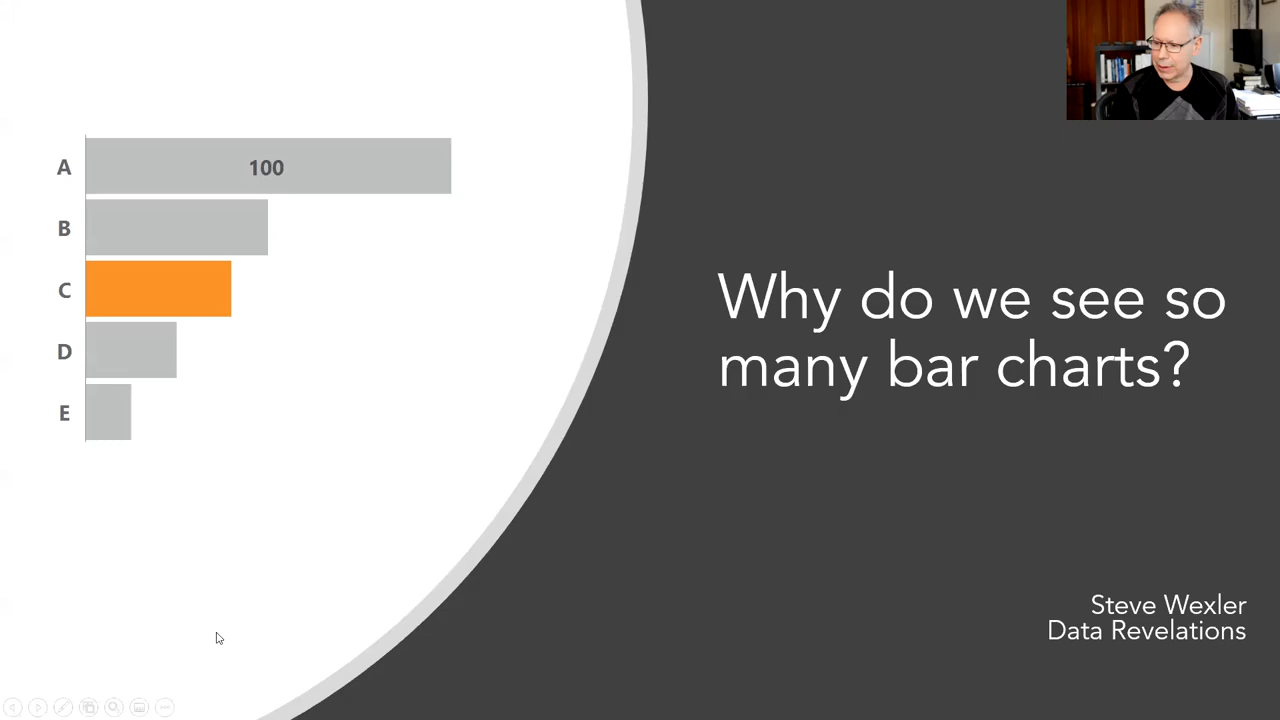 A
100
B
C
D
E
Why do we see so
many bar charts?
Steve Wexler
Data Revelations